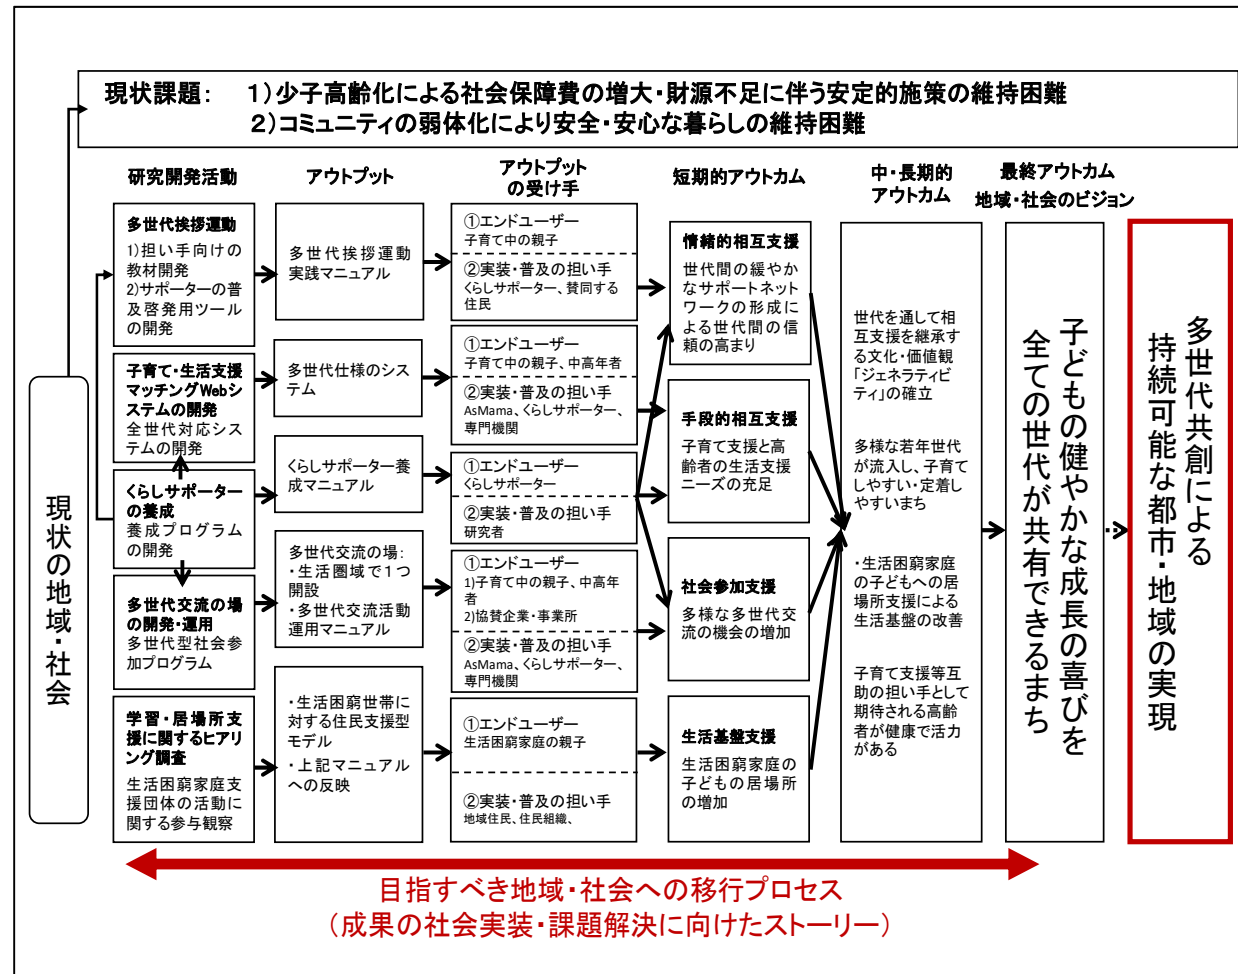 現状課題: 1)少子高齢化による社会保障費の増大・財源不足に伴う安定的施策の維持困難
2)コミュニティの弱体化により安全・安心な暮らしの維持困難
現状の地域・社会
研究開発活動
多世代挨拶運動
1)担い手向けの
教材開発
2)サポーターの普
及啓発用ツール
の開発
子育て・生活支援
マッチングWebシ
ステムの開発
全世代対応シス
テムの開発
くらしサポーター
の養成
養成プログラム
の開発
多世代交流の場
の開発・運用
多世代型社会参
加プログラム
学習・居場所支
援に関するヒアリ
ング調査
生活困窮家庭支
援団体の活動に
関する参与観察
アウトプット
多世代挨拶運動
実践マニュアル
多世代仕様のシ
ステム
くらしサポーター養
成マニュアル
多世代交流の場:
・生活圏域で1つ
開設
・多世代交流活動
運用マニュアル
・生活困窮世帯に
対する住民支援型
モデル
・上記マニュアル
への反映
アウトプット
の受け手
①エンドユーザー
子育て中の親子
②実装・普及の担い手
くらしサポーター、賛同する
住民
①エンドユーザー
子育て中の親子、中高年者
②実装・普及の担い手
AsMama、くらしサポーター、
専門機関
①エンドユーザー
くらしサポーター
②実装・普及の担い手
研究者
①エンドユーザー
1)子育て中の親子、中高年
者
2)協賛企業・事業所
②実装・普及の担い手
AsMama、くらしサポーター、
専門機関
①エンドユーザー
生活困窮家庭の親子
②実装・普及の担い手
地域住民、住民組織、
短期的アウトカム
情緒的相互支援
世代間の緩やか
なサポートネット
ワークの形成によ
る世代間の信
頼の高まり
手段的相互支援
子育て支援と高
齢者の生活支援
ニーズの充足
社会参加支援
多様な多世代交
流の機会の増加
生活基盤支援
生活困窮家庭の
子どもの居場所
の増加
中・長期的
アウトカム
世代を通して相
互支援を継承す
る文化・価値観
「ジェネラティビ
ティ」の確立
多様な若年世代
が流入し、子育て
しやすい・定着し
やすいまち
・生活困窮家庭
の子どもへの居
場所支援による
生活基盤の改善
子育て支援等互
助の担い手として
期待される高齢
者が健康で活力
がある
最終アウトカム
地域・社会のビジョン
子どもの健やかな成長の喜びを
全ての世代が共有できるまち
多世代共創による
持続可能な都市・地域の実現
目指すべき地域・社会への移行プロセス
(成果の社会実装・課題解決に向けたストーリー)